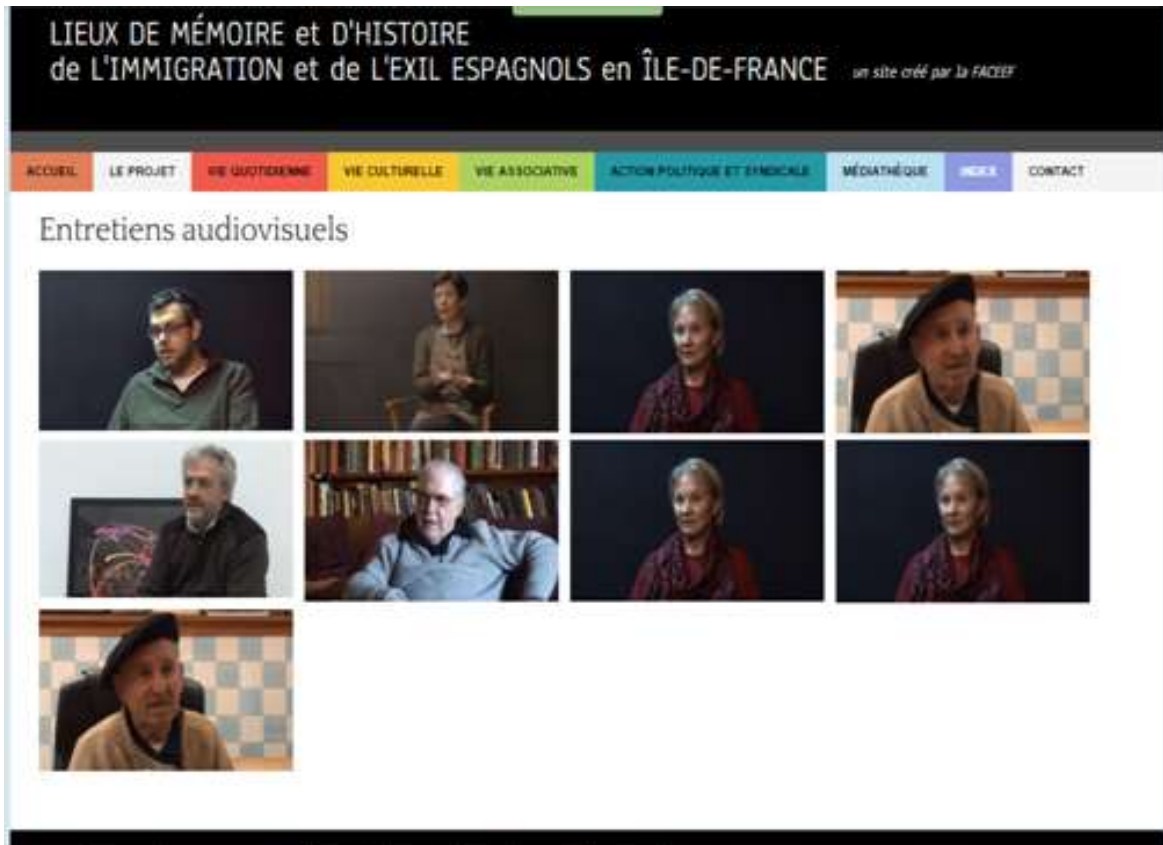 LIEUX DE MÉMOIRE et D'HISTOIRE
de L'IMMIGRATION et de L'EXIL ESPAGNOLS en ÎLE-DE-FRANCE un site créé par la FACEEF
ACCUEIL LE PROJET VIE QUOTIDIENNE VIE CULTURELLE VIE ASSOCIATIVE ACTION POLITIQUE ET SYNDICALE MÉDIATHÈQUE INDEX CONTACT
Entretiens audiovisuels